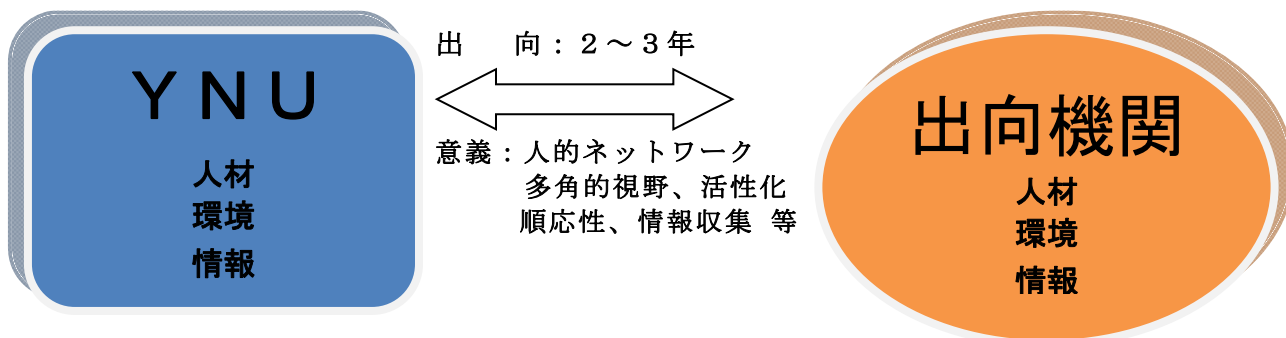 ＹＮＵ
人材
環境
情報
出　　向：２～３年
意義：人的ネットワーク
多角的視野、活性化
順応性、情報収集 等
出向機関
人材
環境
情報